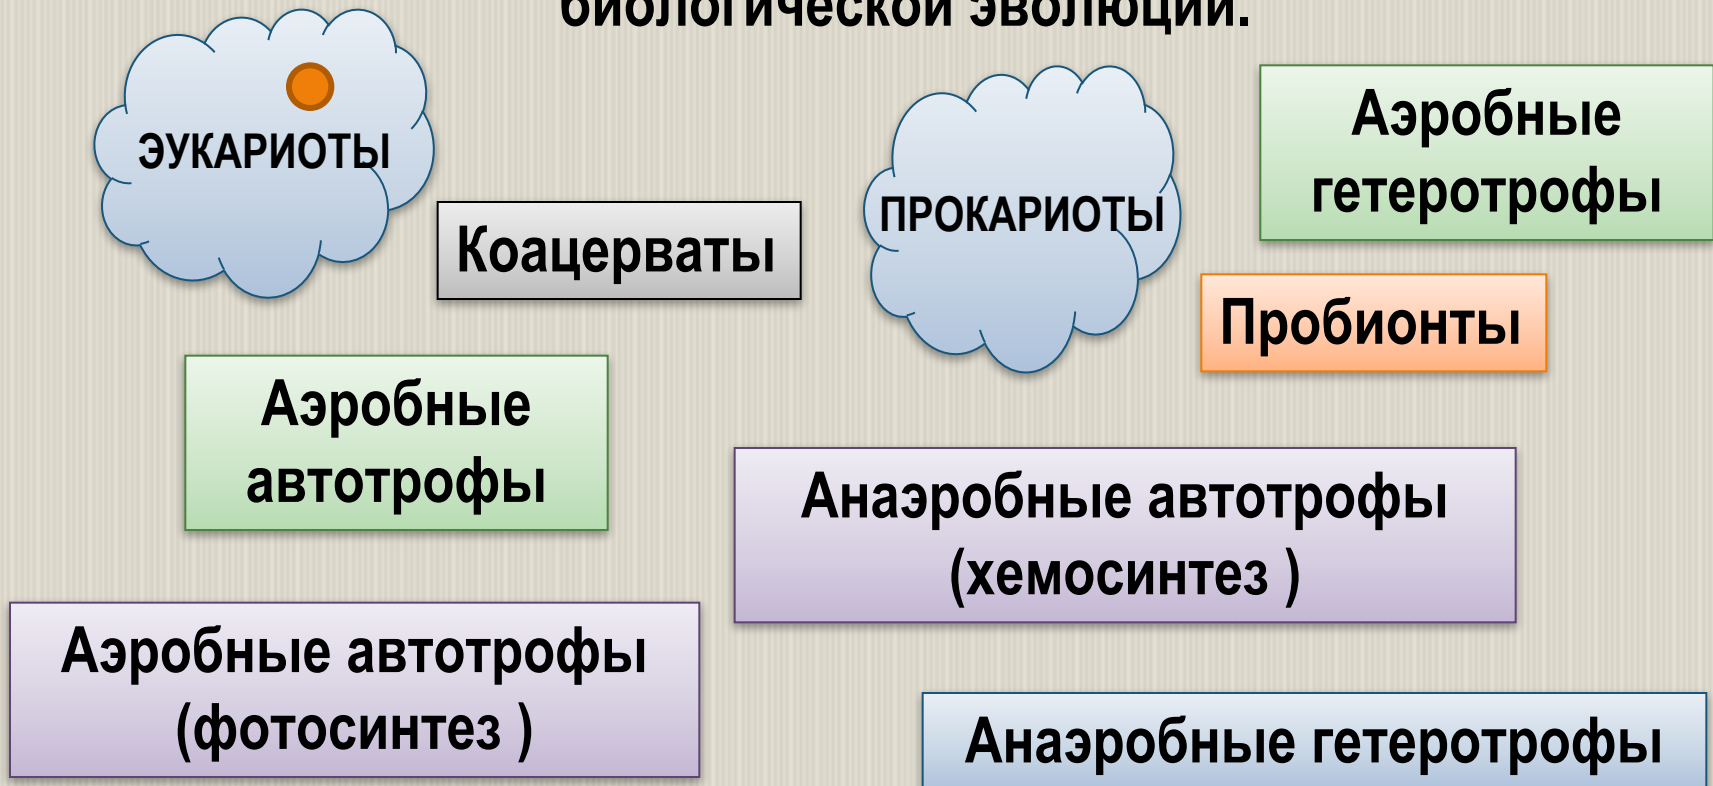 биологической эволюции.
ЭУКАРИОТЫ
ПРОКАРИОТЫ
Аэробные
гетеротрофы
Коацерваты
Пробионты
Аэробные
автотрофы
Анаэробные автотрофы
(хемосинтез )
Аэробные автотрофы
(фотосинтез )
Анаэробные гетеротрофы